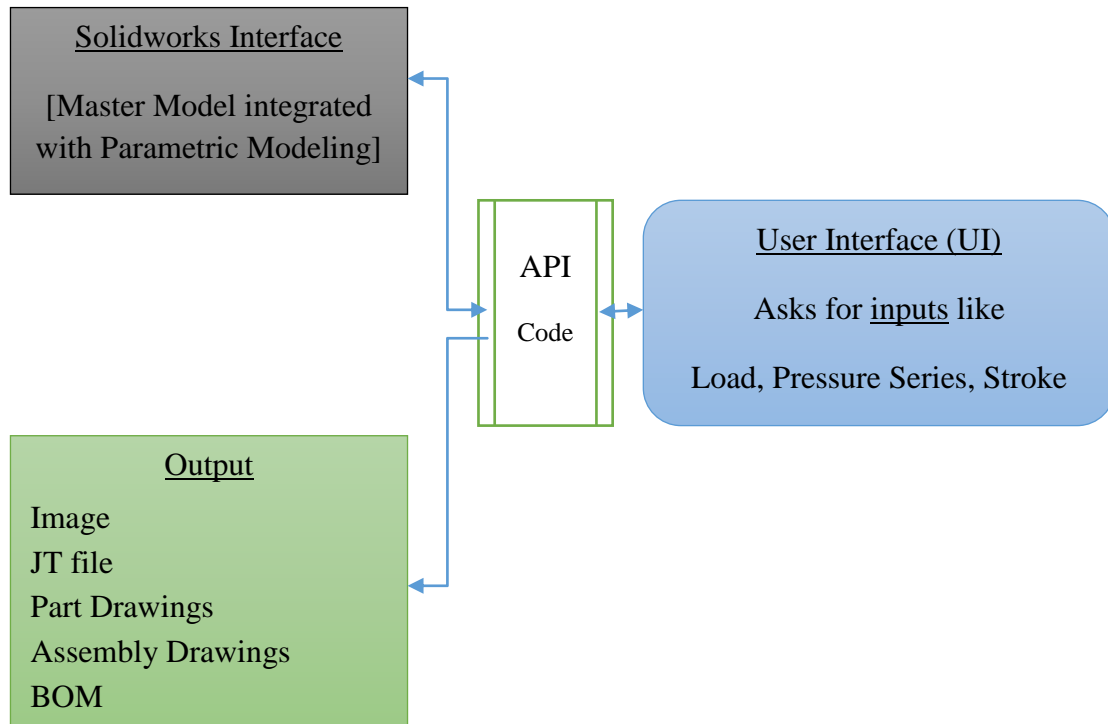 Solidworks Interface
[Master Model integrated
with Parametric Modeling]
API
Code
User Interface (UI)
Asks for inputs like
Load, Pressure Series, Stroke
Output
Image
JT file
Part Drawings
Assembly Drawings
BOM